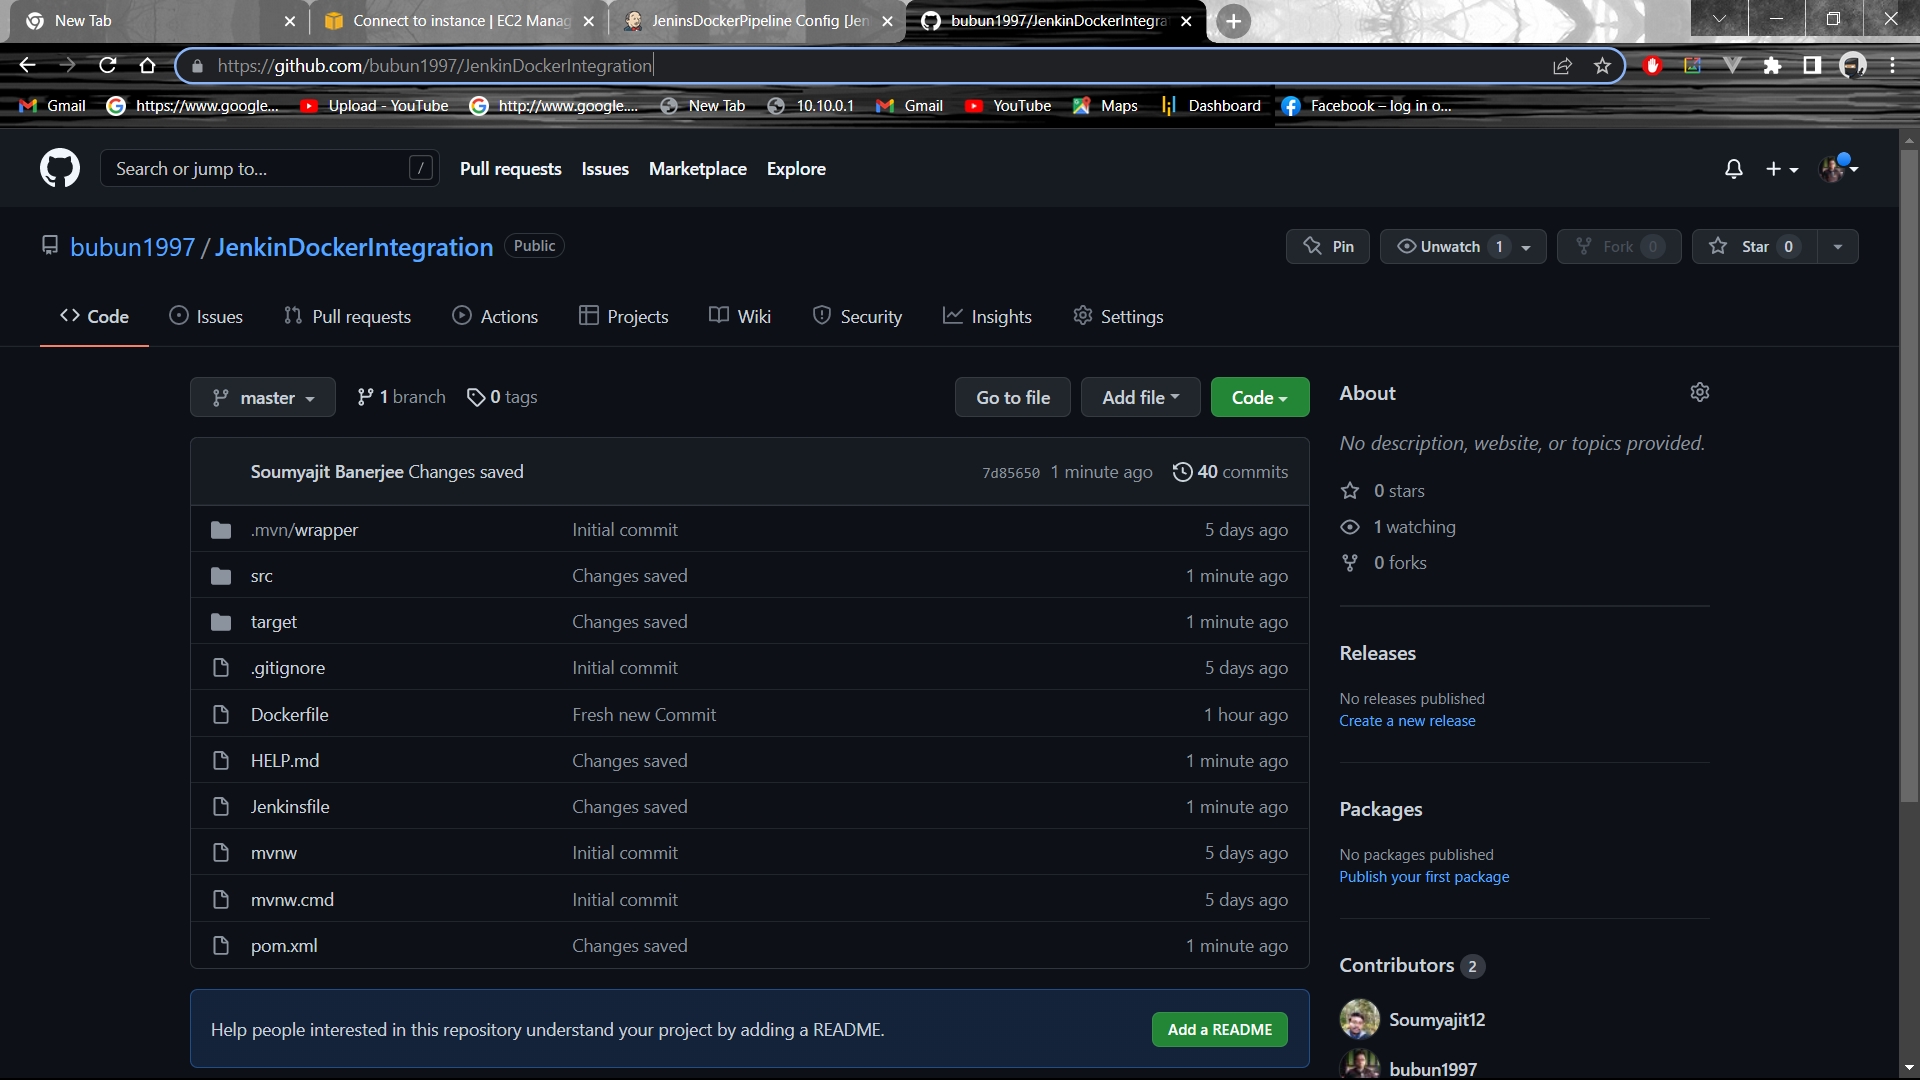 New Tab
Connect to instance | EC2 Manag
JeninsDockerPipeline Config [Jen
bubun1997/JenkinDockerIntegra
https://github.com/bubun1997/JenkinDockerIntegration
Gmail
https://www.google...
Upload - YouTube
http://www.google....
New Tab
10.10.0.1
Gmail
YouTube
Maps
Dashboard
Facebook – log in o...
Search or jump to...
/
Pull requests
Issues
Marketplace
Explore
bubun1997 / JenkinDockerIntegration
Public
Pin
Unwatch 1
Fork 0
Star 0
Code
Issues
Pull requests
Actions
Projects
Wiki
Security
Insights
Settings
master
1 branch
0 tags
Go to file
Add file
Code
Soumyajit Banerjee Changes saved
7d85650 1 minute ago
40 commits
.mvn/wrapper Initial commit 5 days ago
src Changes saved 1 minute ago
target Changes saved 1 minute ago
.gitignore Initial commit 5 days ago
Dockerfile Fresh new Commit 1 hour ago
HELP.md Changes saved 1 minute ago
Jenkinsfile Changes saved 1 minute ago
mvnw Initial commit 5 days ago
mvnw.cmd Initial commit 5 days ago
pom.xml Changes saved 1 minute ago
Help people interested in this repository understand your project by adding a README.
Add a README
About
No description, website, or topics provided.
0 stars
1 watching
0 forks
Releases
No releases published
Create a new release
Packages
No packages published
Publish your first package
Contributors 2
Soumyajit12
bubun1997